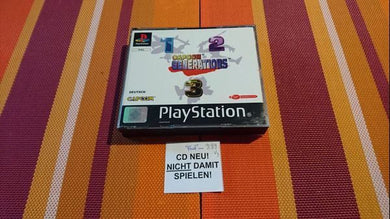 1 2
CAPCOM
GENERATIONS
3
DEUTSCH
CAPCOM
PlayStation
CD NEU!
NICHT DAMIT
SPIELEN!